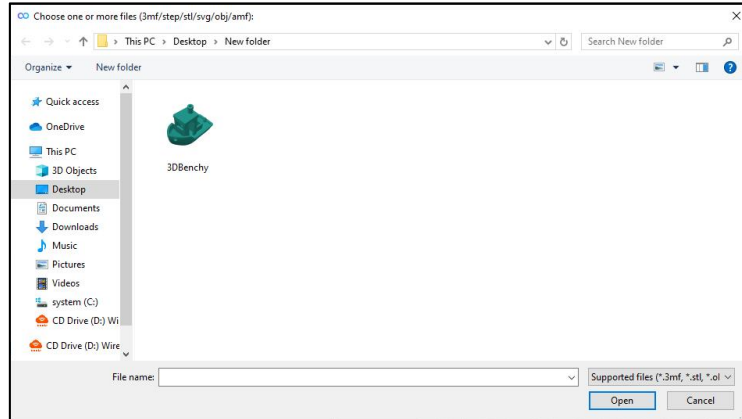 Choose one or more files (3mf/step/stl/svg/obj/amf):
This PC > Desktop > New folder
Search New folder
Organize
New folder
Quick access
OneDrive
This PC
3D Objects
Desktop
Documents
Downloads
Music
Pictures
Videos
system (C:)
CD Drive (D:) Wi
CD Drive (D:) Wire
3DBenchy
File name:
Supported files (*.3mf, *.stl, *.ol
Open
Cancel